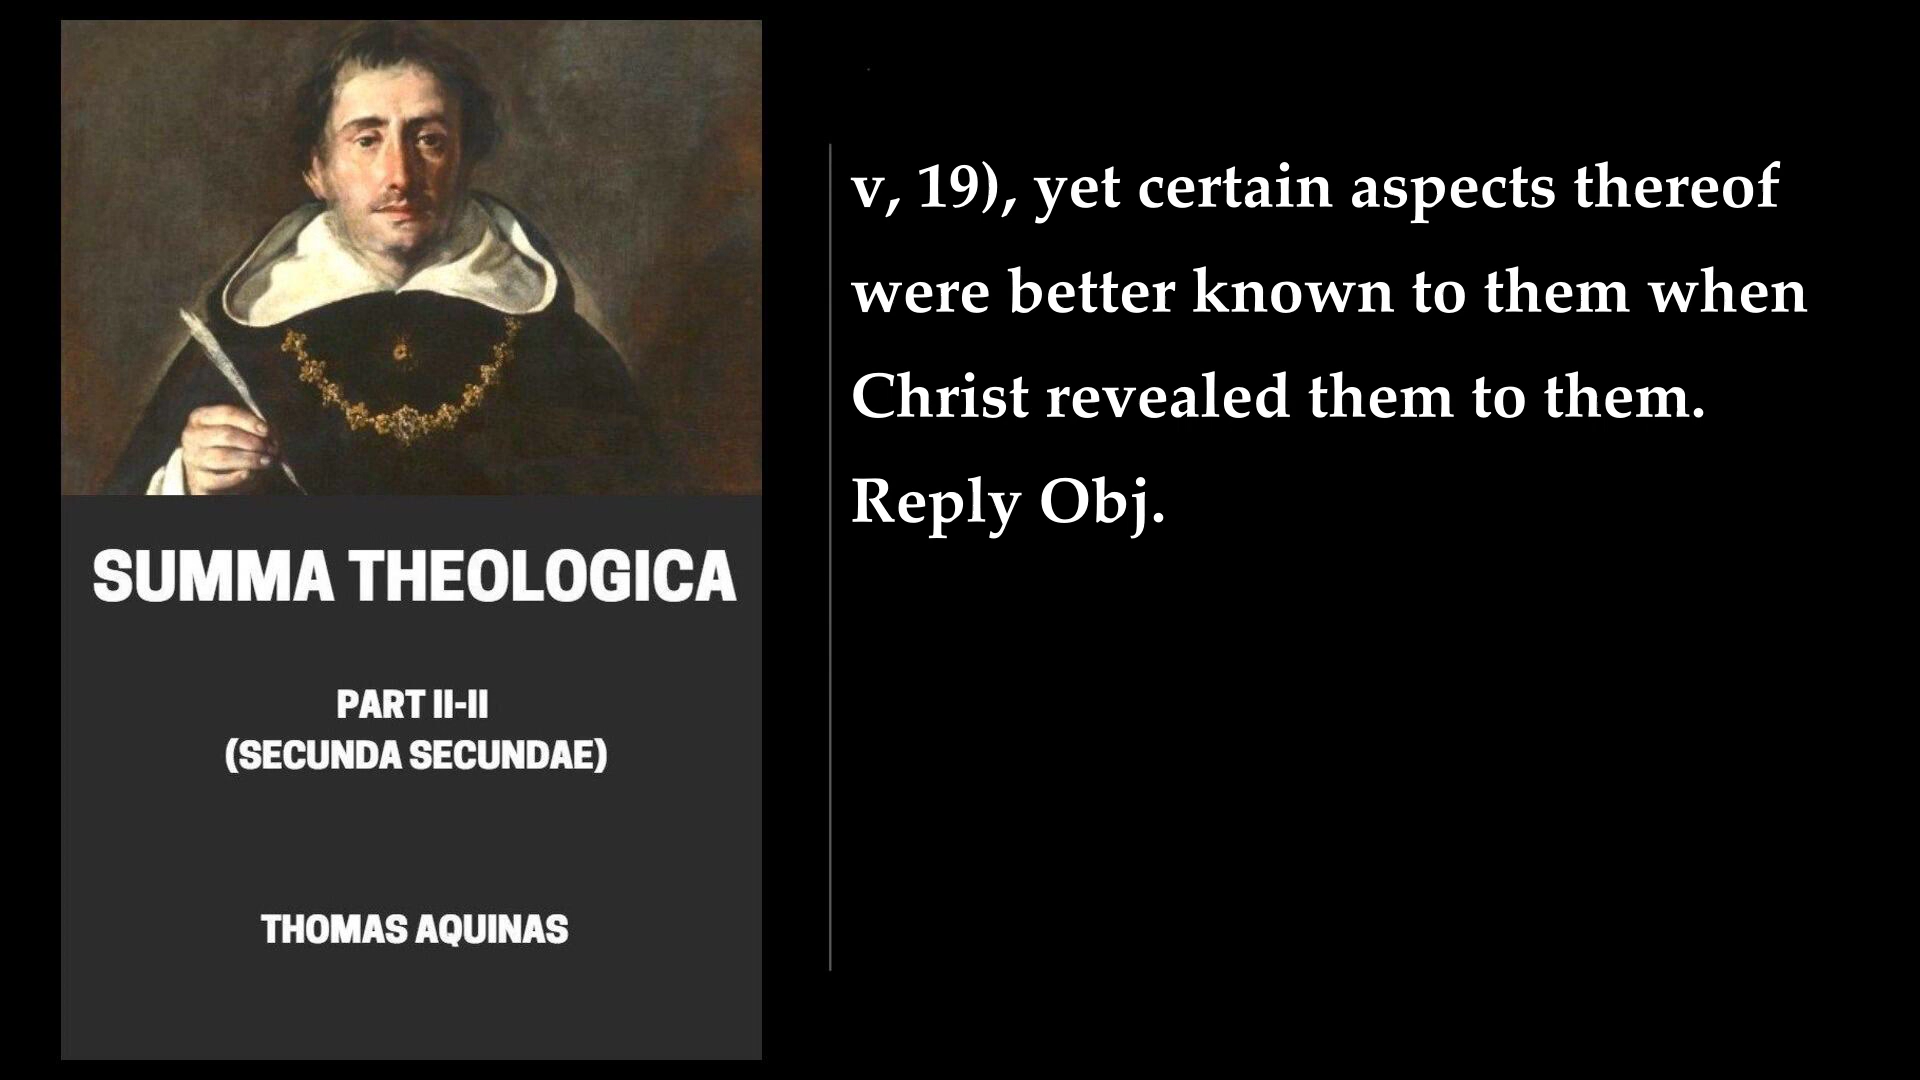 SUMMA THEOLOGICA
PART II-II
(SECUNDA SECUNDAE)
THOMAS AQUINAS
v, 19), yet certain aspects thereof
were better known to them when
Christ revealed them to them.
Reply Obj.